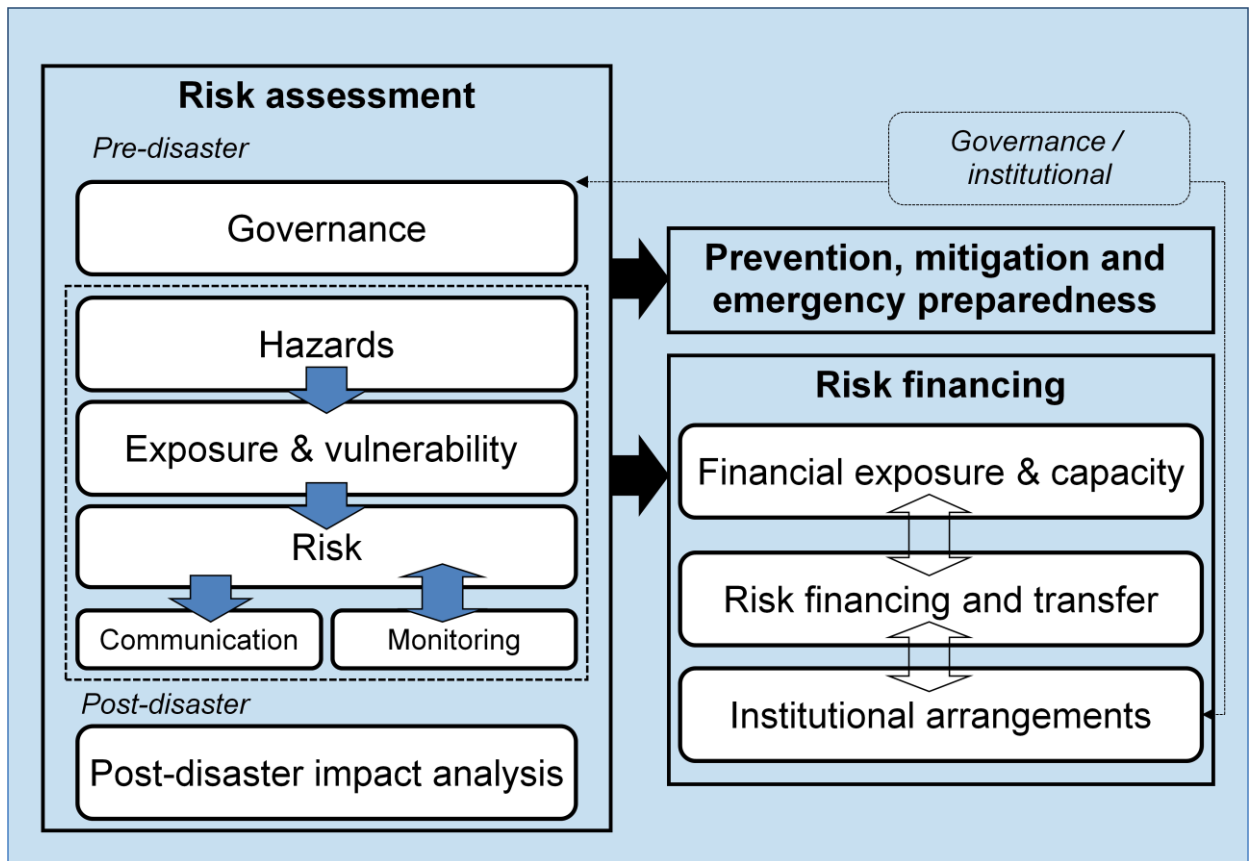 Risk assessment
Pre-disaster
Governance
Hazards
Exposure & vulnerability
Risk
Communication
Monitoring
Post-disaster
Post-disaster impact analysis
Governance /
institutional
Prevention, mitigation and
emergency preparedness
Risk financing
Financial exposure & capacity
Risk financing and transfer
Institutional arrangements